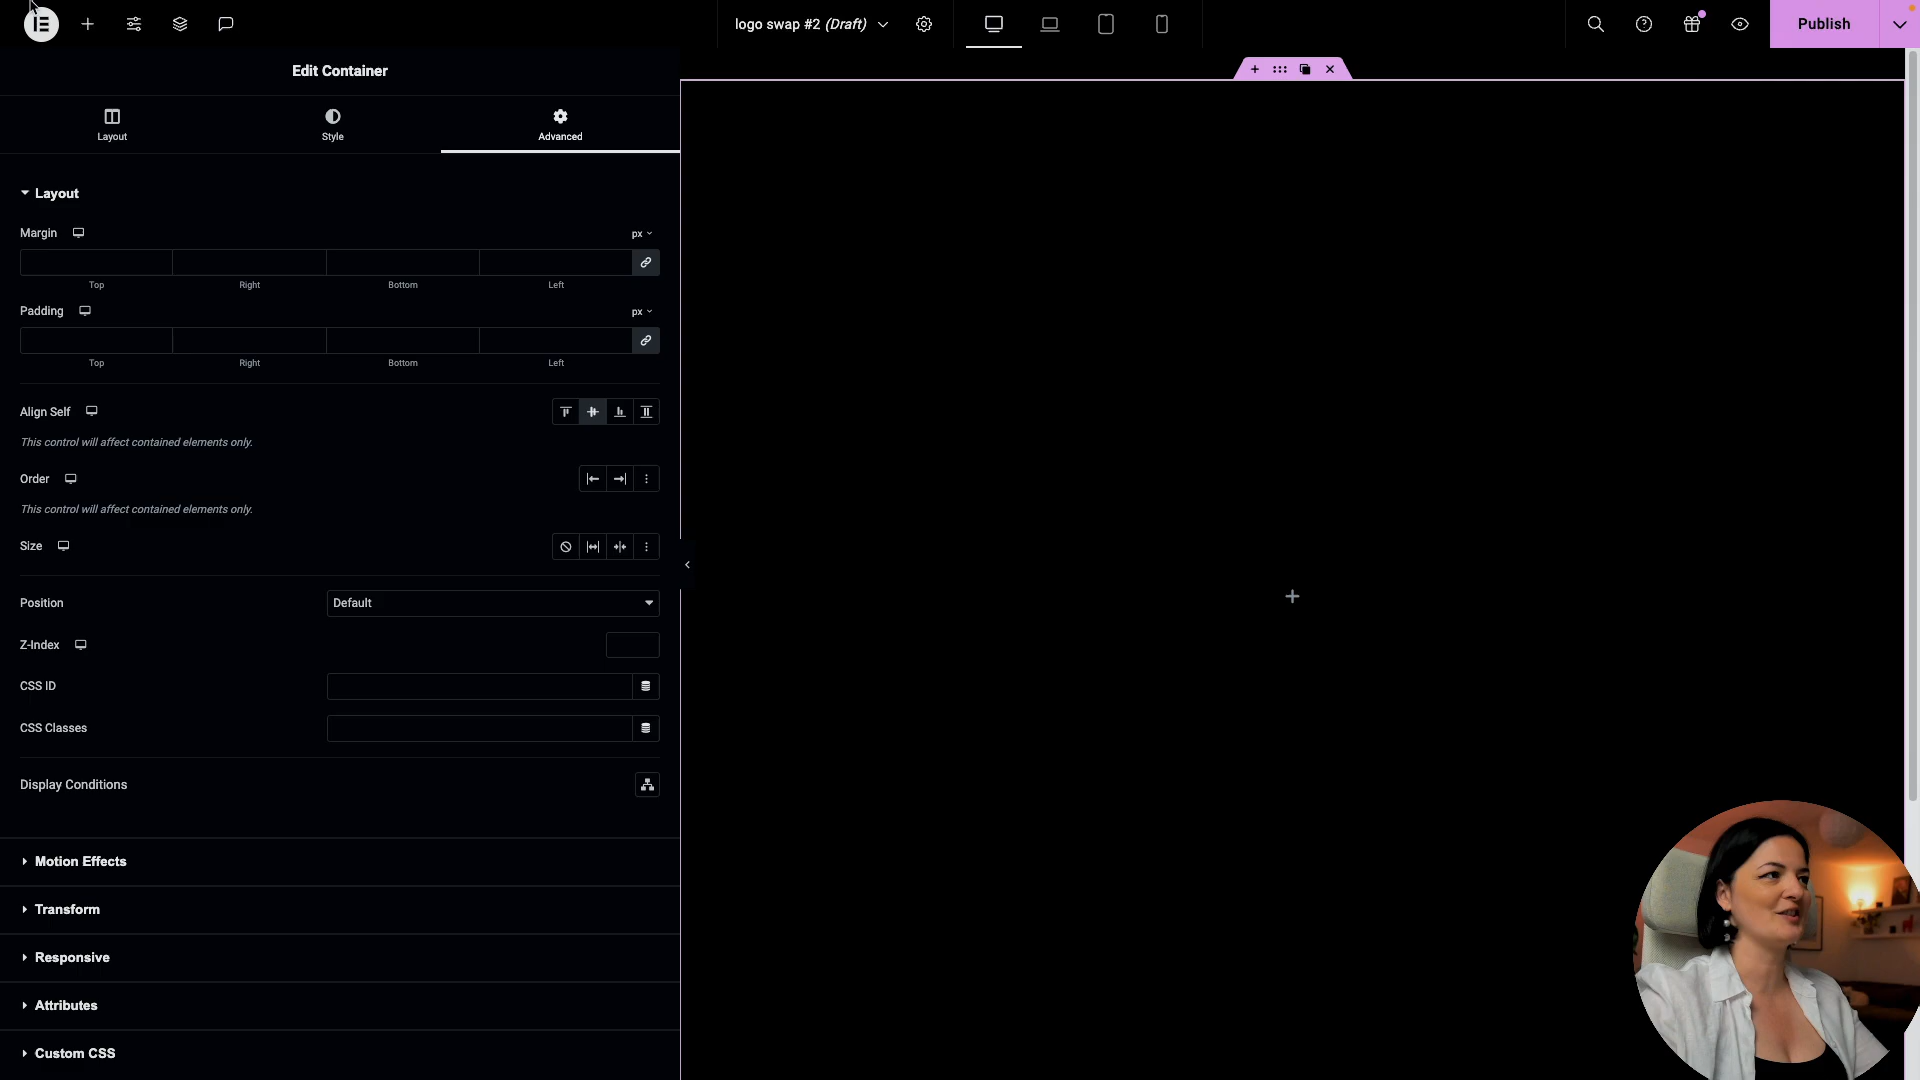 logo swap #2 (Draft)
Publish
Edit Container
Layout
Style
Advanced
Layout
Margin
px
Top
Right
Bottom
Left
Padding
px
Top
Right
Bottom
Left
Align Self
This control will affect contained elements only.
Order
This control will affect contained elements only.
Size
Position
Default
Z-Index
CSS ID
CSS Classes
Display Conditions
Motion Effects
Transform
Responsive
Attributes
Custom CSS